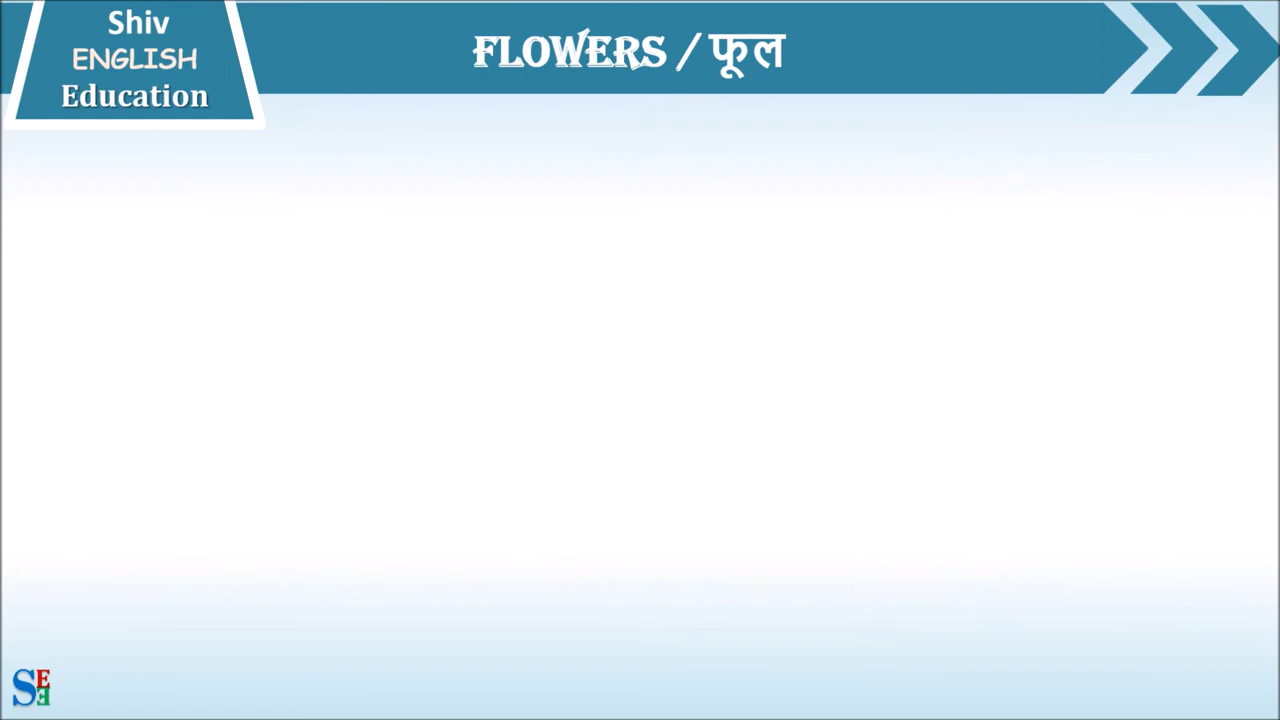 Shiv
ENGLISH
Education
FLOWERS / फूल
SEE